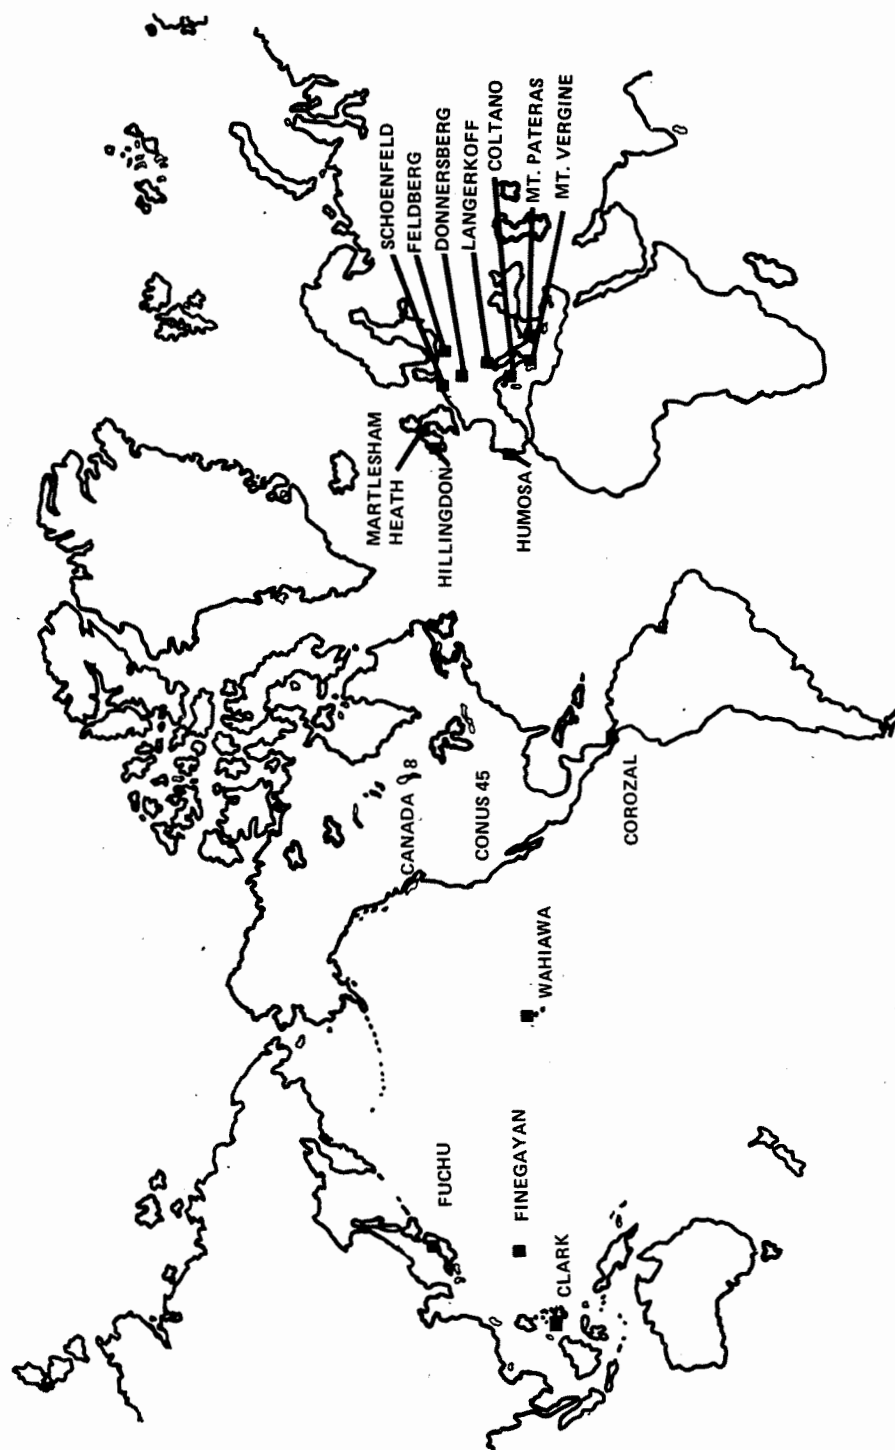 SCHOENFELD
FELDBERG
DONNERSBERG
LANGERKOFF
COLTANO
MT. PATERAS
MT. VERGINE
MARTLESHAM
HEATH
HILLINGDON
HUMOSA
CANADA 8
CONUS 45
COROZAL
WAHIAWA
FUCHU
FINEGAYAN
CLARK